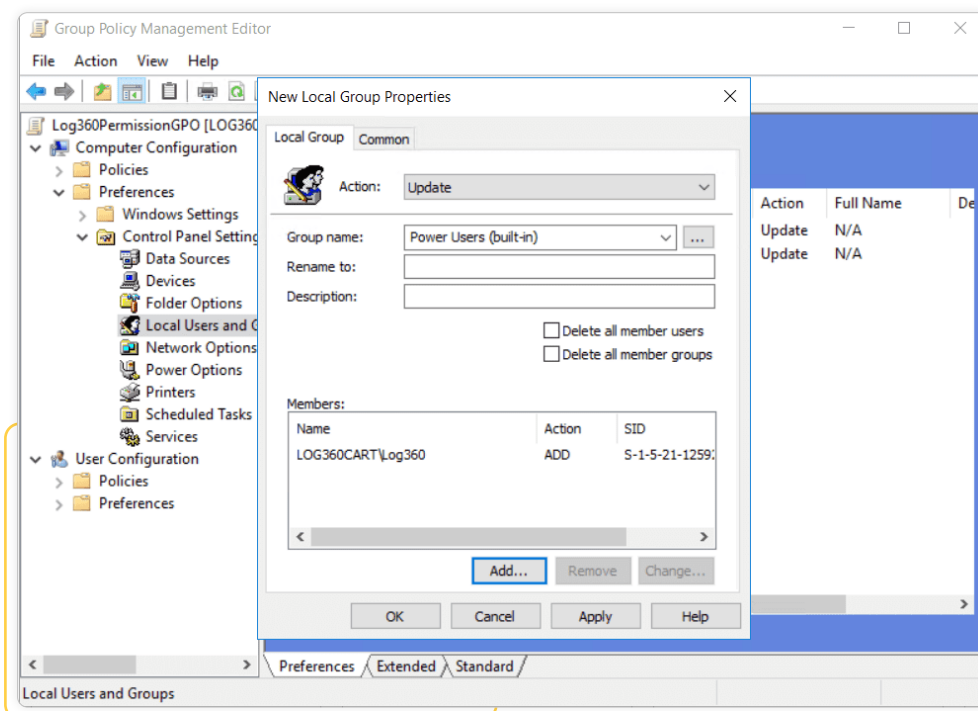 Group Policy Management Editor
File Action View Help
Log360PermissionGPO [LOG360
Computer Configuration
Policies
Preferences
Windows Settings
Control Panel Setting
Data Sources
Devices
Folder Options
Local Users and G
Network Options
Power Options
Printers
Scheduled Tasks
Services
User Configuration
Policies
Preferences
New Local Group Properties
Local Group Common
Action: Update
Group name: Power Users (built-in) ...
Rename to:
Description:
Delete all member users
Delete all member groups
Members:
Name Action SID
LOG360CART\Log360 ADD S-1-5-21-12592
Add... Remove Change...
OK Cancel Apply Help
Action Full Name De
Update N/A
Update N/A
Preferences Extended Standard
Local Users and Groups